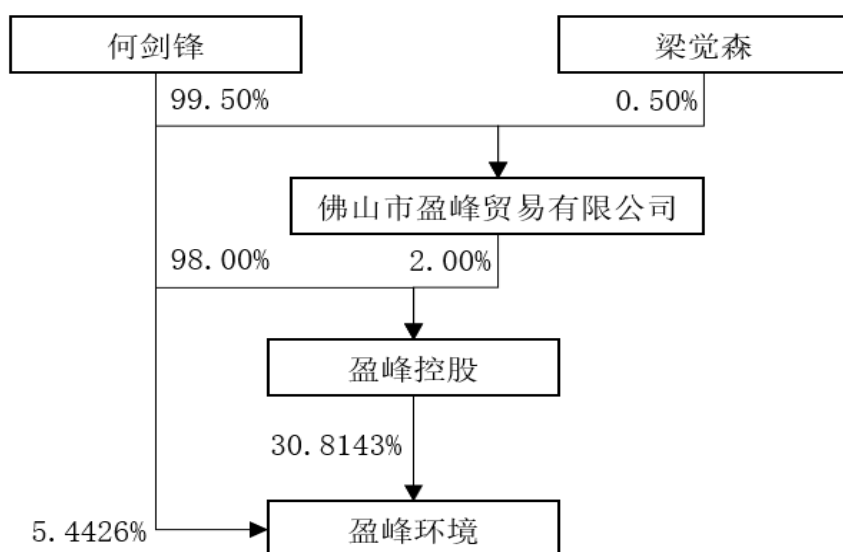 何剑锋
梁觉森
99.50%
0.50%
佛山市盈峰贸易有限公司
98.00%
2.00%
盈峰控股
30.8143%
5.4426%
盈峰环境